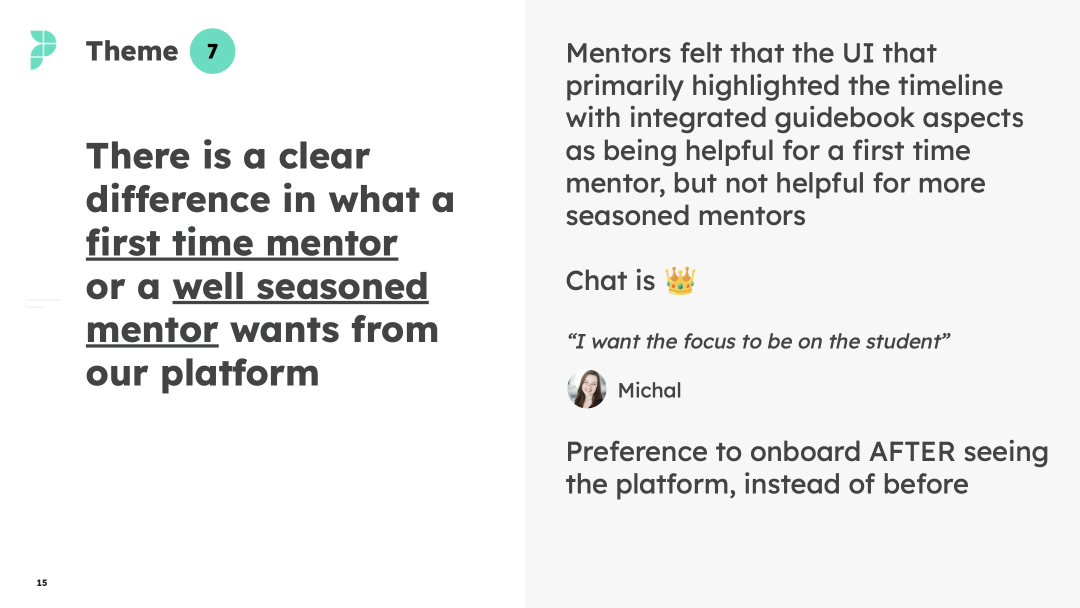 Theme 7
There is a clear
difference in what a
first time mentor
or a well seasoned
mentor wants from
our platform
Mentors felt that the UI that
primarily highlighted the timeline
with integrated guidebook aspects
as being helpful for a first time
mentor, but not helpful for more
seasoned mentors
Chat is 👑
“I want the focus to be on the student”
Michal
Preference to onboard AFTER seeing
the platform, instead of before
15